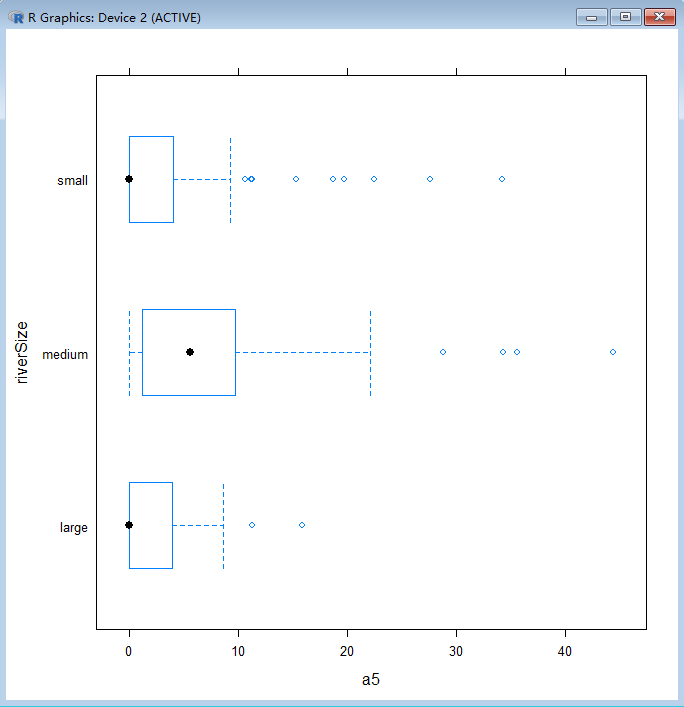 R Graphics: Device 2 (ACTIVE)
small
medium
large
riverSize
0 10 20 30 40
a5